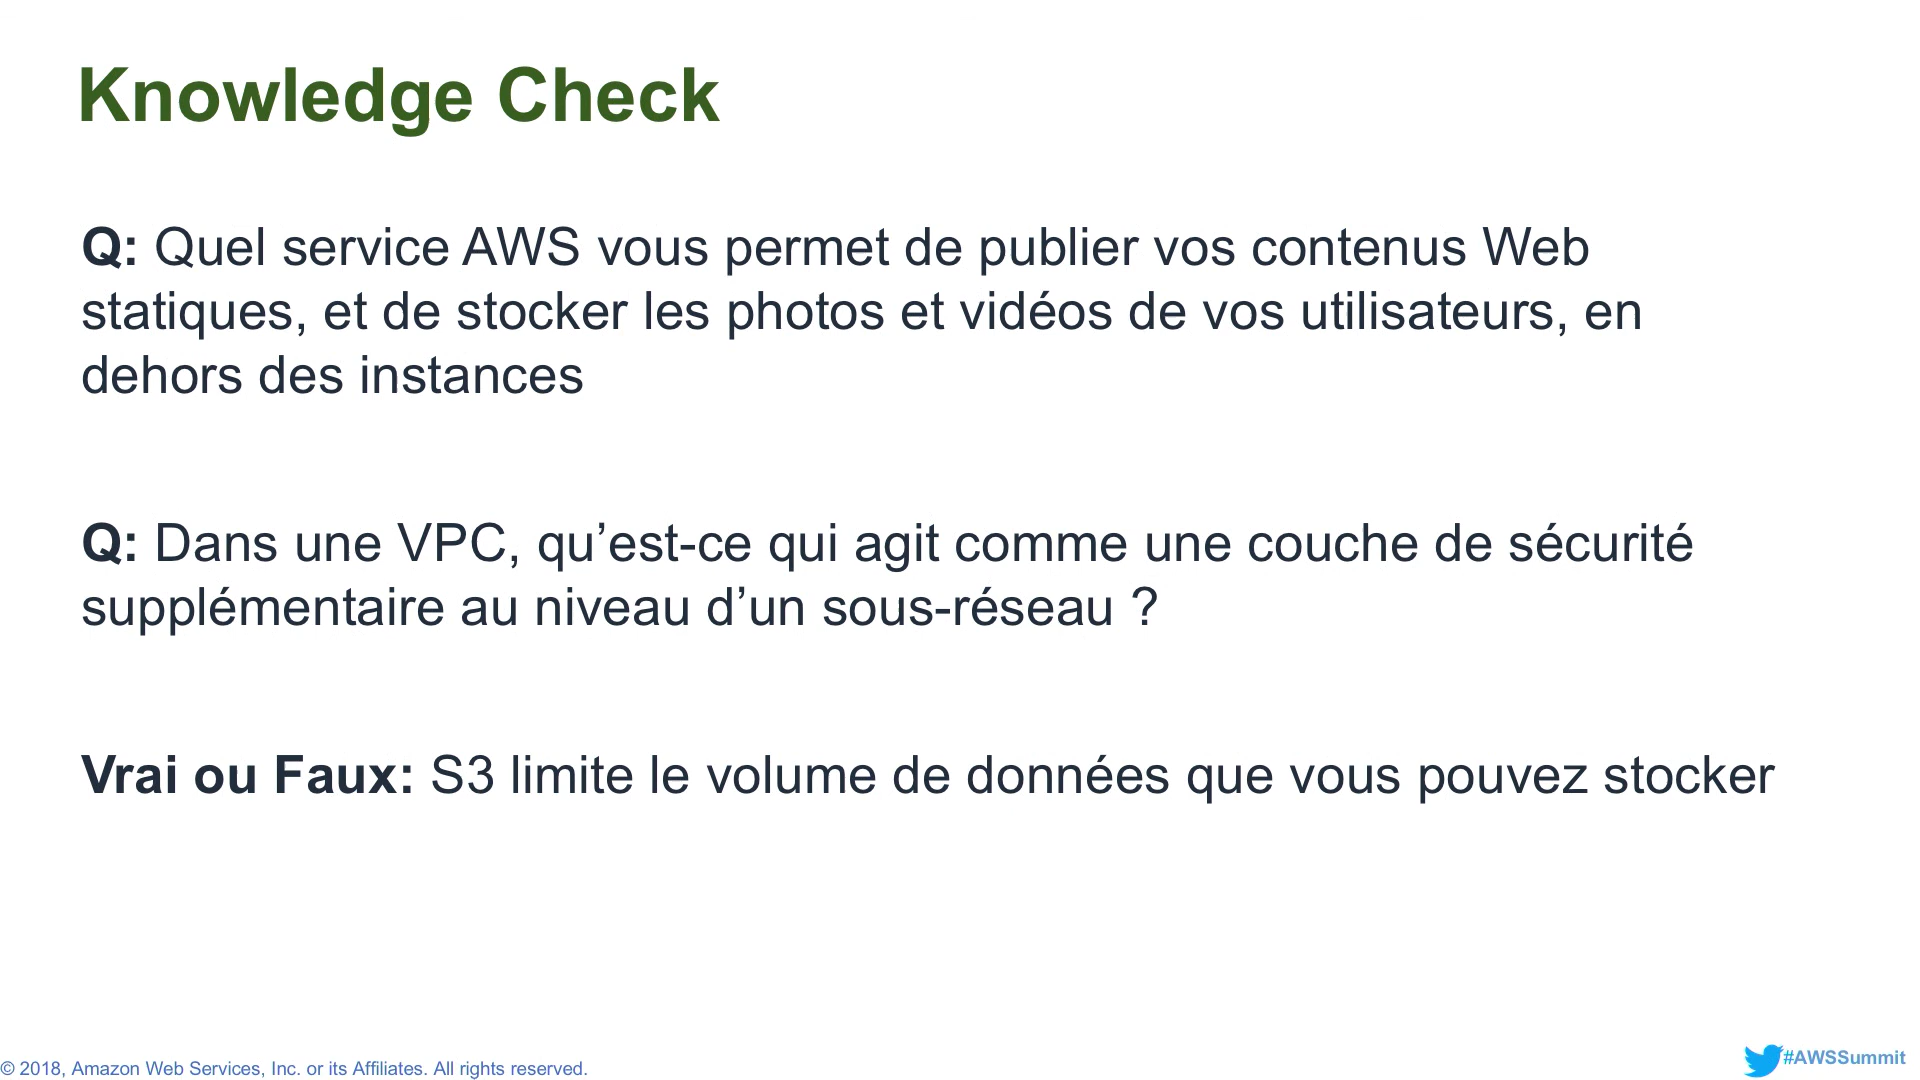 Knowledge Check
Q: Quel service AWS vous permet de publier vos contenus Web
statiques, et de stocker les photos et vidéos de vos utilisateurs, en
dehors des instances
Q: Dans une VPC, qu’est-ce qui agit comme une couche de sécurité
supplémentaire au niveau d’un sous-réseau ?
Vrai ou Faux: S3 limite le volume de données que vous pouvez stocker
© 2018, Amazon Web Services, Inc. or its Affiliates. All rights reserved.
#AWSSummit